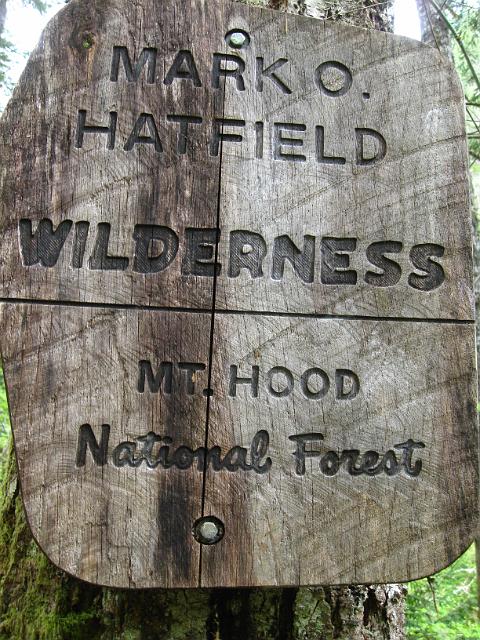 MARK O.
HATFIELD
WILDERNESS
MT. HOOD
National Forest